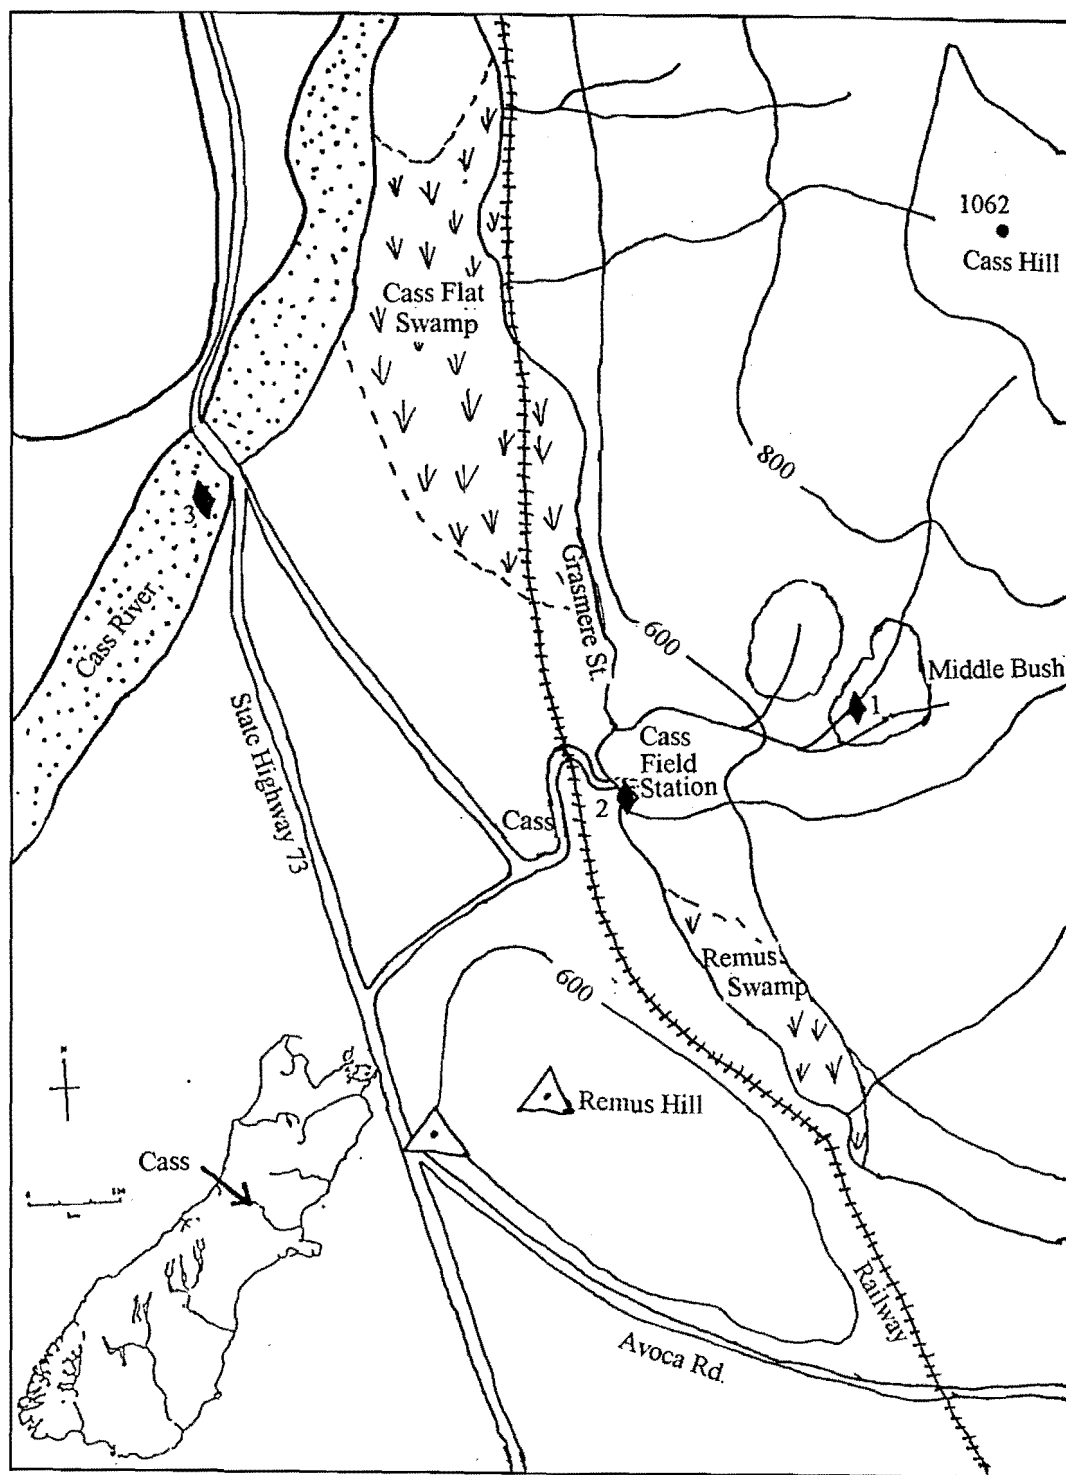 1062
Cass Hill
Cass Flat
Swamp
800
3
Grasmere St.
Cass River
600
Middle Bush
1
State Highway 73
Cass
Field
Station
2
Cass
Remus
Swamp
600
Remus Hill
Cass
Railway
Avoca Rd.